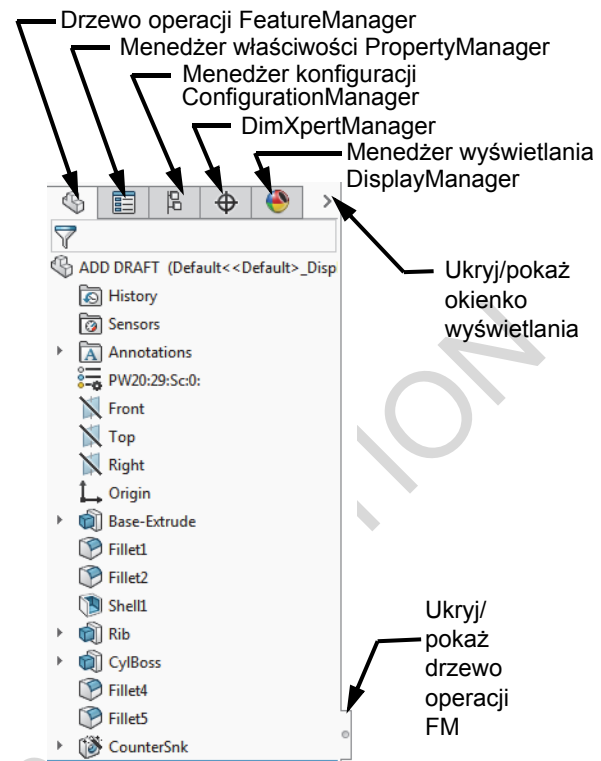 Drzewo operacji FeatureManager
Menedżer właściwości PropertyManager
Menedżer konfiguracji
ConfigurationManager
DimXpertManager
Menedżer wyświetlania
DisplayManager
ADD DRAFT (Default<<Default>_Disp
History
Sensors
Annotations
PW20:29:Sc:0:
Front
Top
Right
Origin
Base-Extrude
Fillet1
Fillet2
Shell1
Rib
CylBoss
Fillet4
Fillet5
CounterSnk
Ukryj/pokaż
okienko
wyświetlania
Ukryj/
pokaż
drzewo
operacji
FM